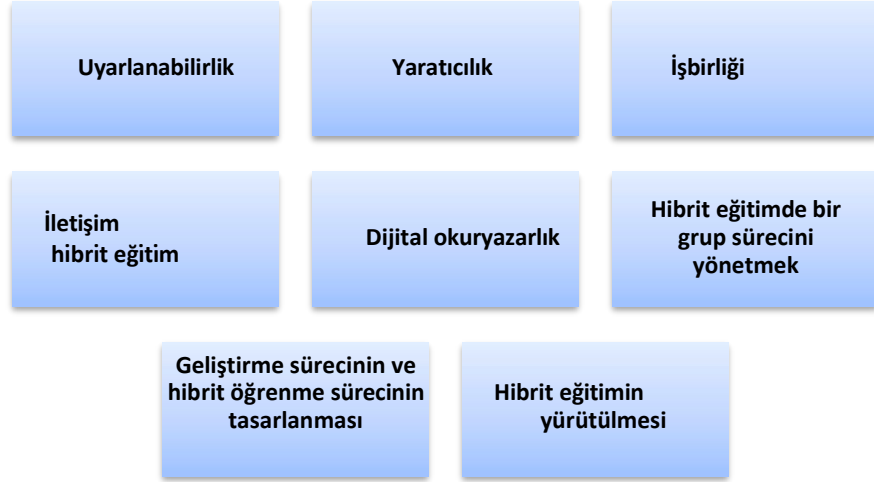 Uyarlanabilirlik
Yaratıcılık
İşbirliği
İletişim
hibrit eğitim
Dijital okuryazarlık
Hibrit eğitimde bir
grup sürecini
yönetmek
Geliştirme sürecinin ve
hibrit öğrenme sürecinin
tasarlanması
Hibrit eğitimin
yürütülmesi